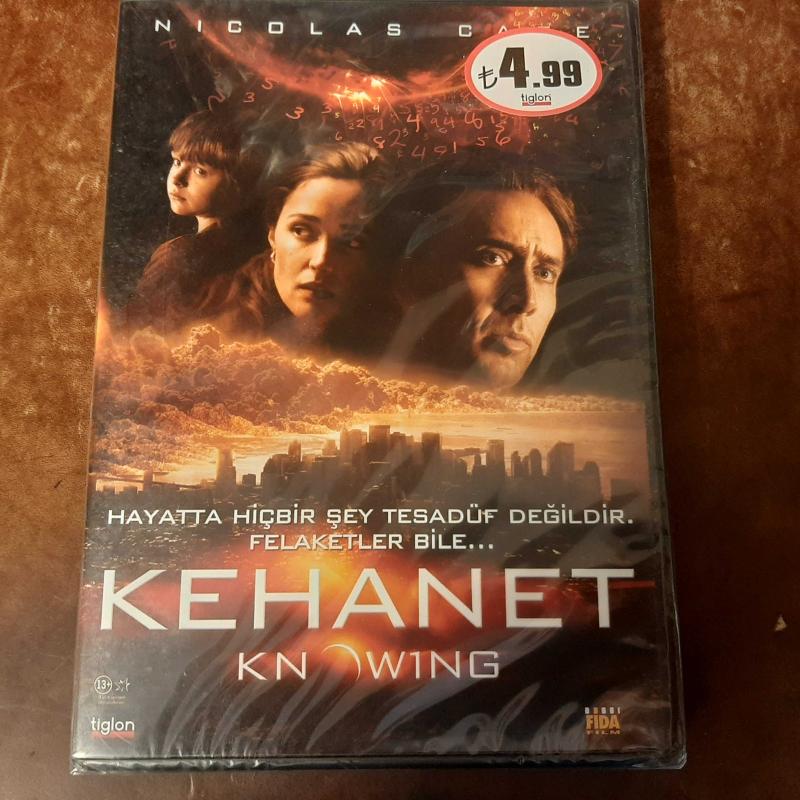 NICOLAS CAGE
₺4.99
tiglon
HAYATTA HİÇBİR ŞEY TESADÜF DEĞİLDİR.
FELAKETLER BİLE...
KEHANET
KNOW1NG
13+
tiglon
FIDA
FILM